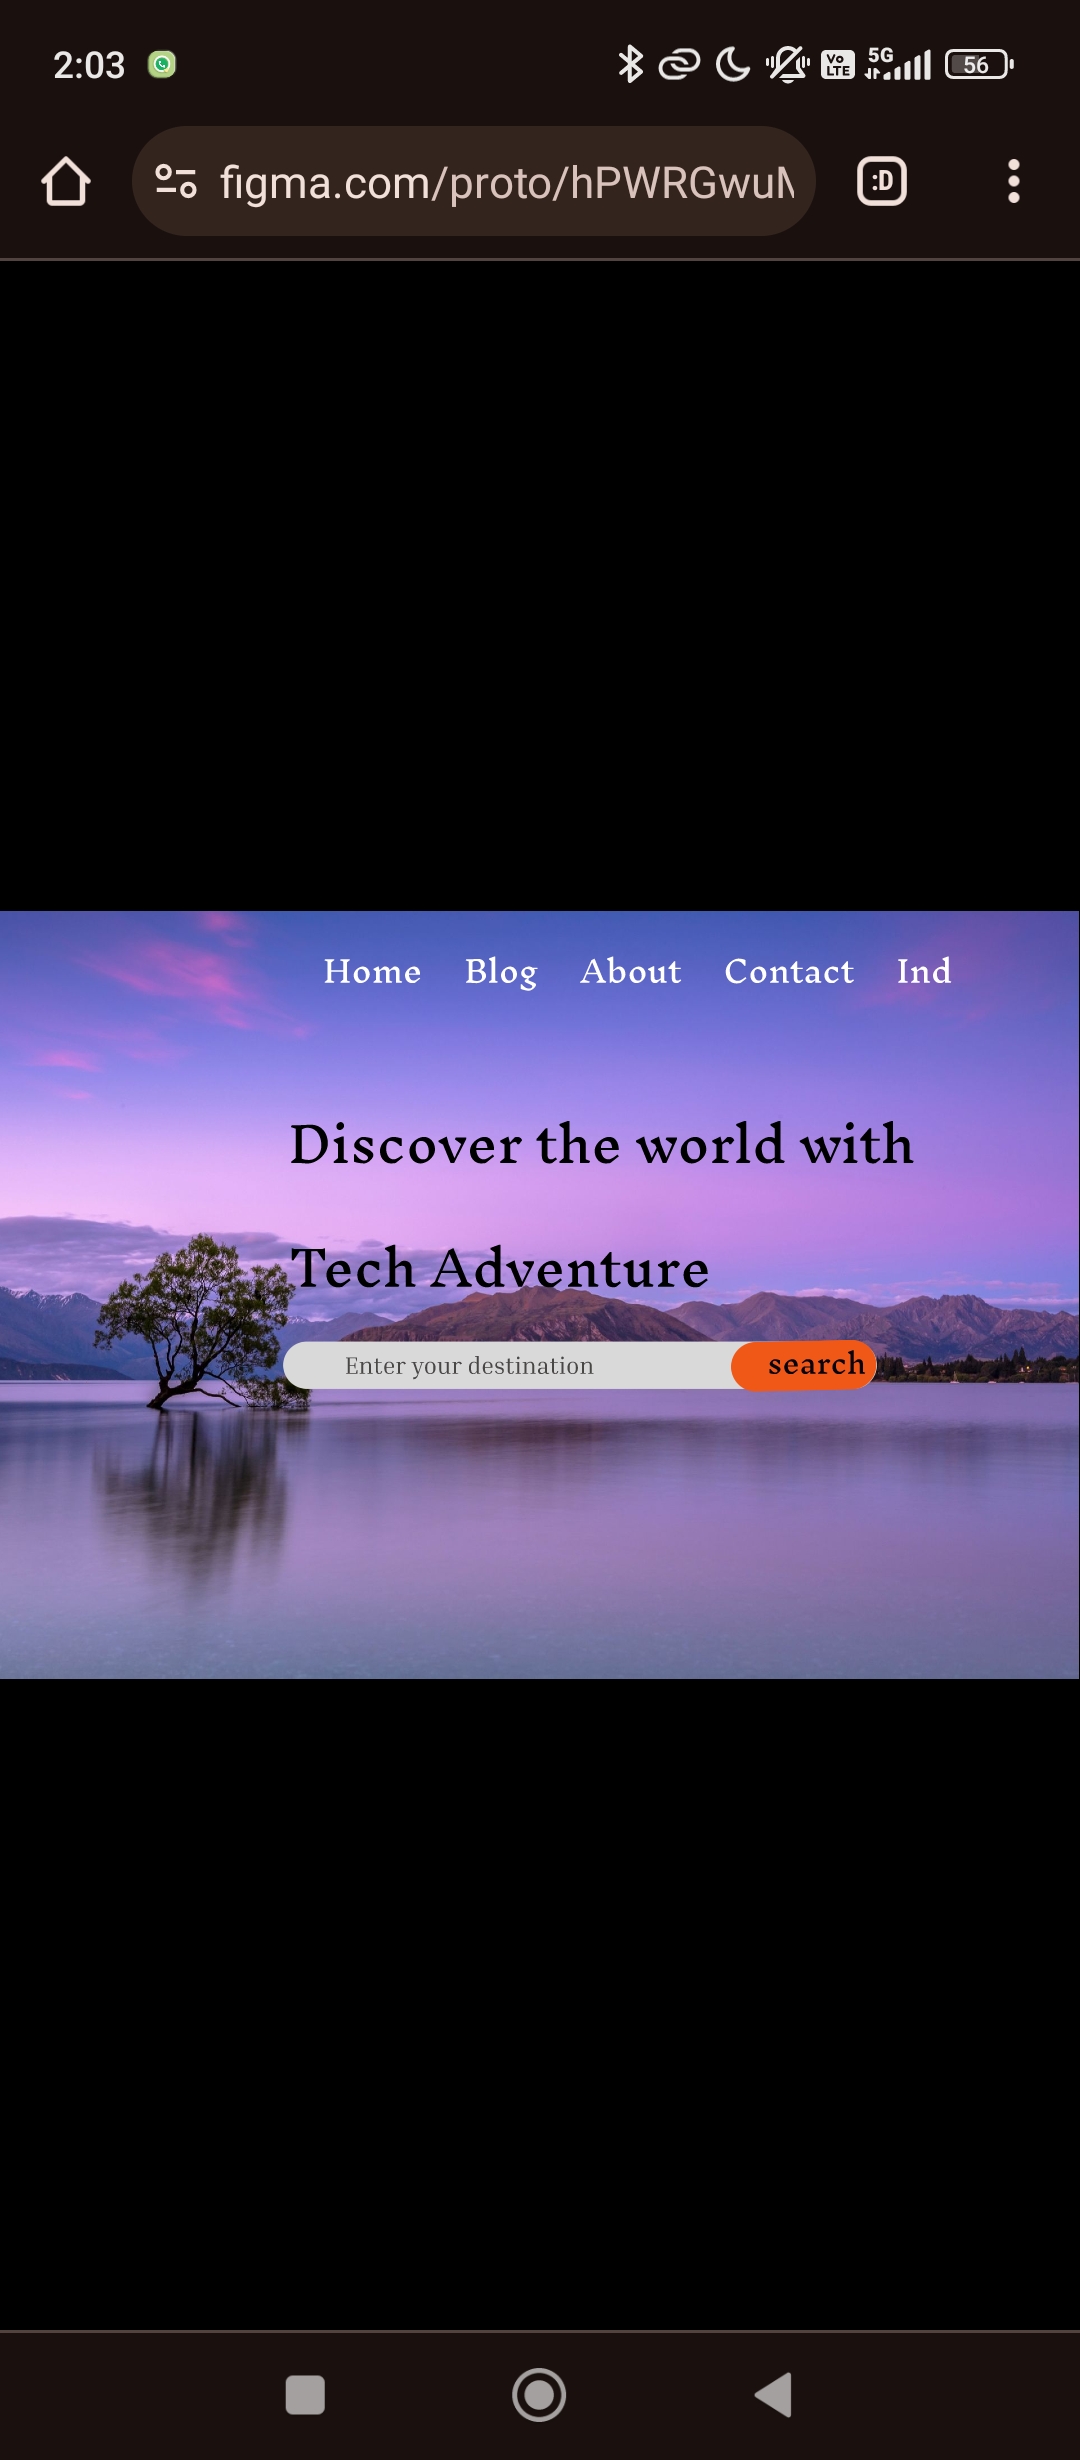 2:03
Vo LTE 5G 56
figma.com/proto/hPWRGwu
:D
Home Blog About Contact Ind
Discover the world with
Tech Adventure
Enter your destination search